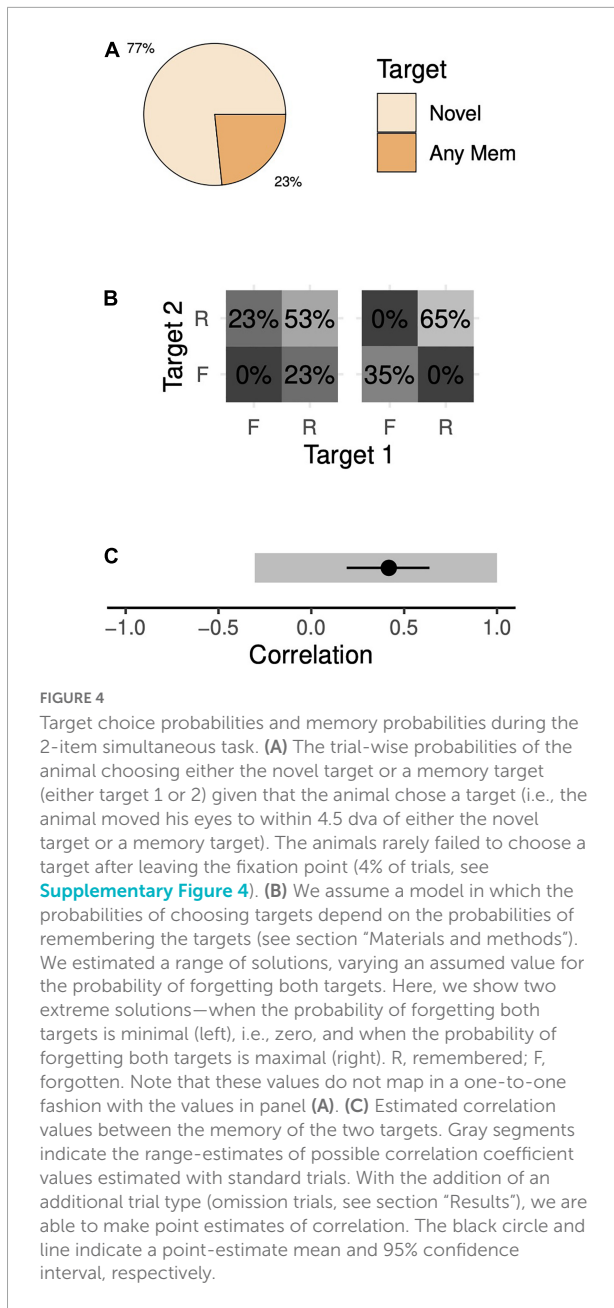 A 77%
Target
Novel
Any Mem
23%
B
Target 2
R 23% 53% 0% 65%
F 0% 23% 35% 0%
F R F R
Target 1
C
−1.0 −0.5 0.0 0.5 1.0
Correlation
FIGURE 4
Target choice probabilities and memory probabilities during the
2-item simultaneous task. (A) The trial-wise probabilities of the
animal choosing either the novel target or a memory target
(either target 1 or 2) given that the animal chose a target (i.e., the
animal moved his eyes to within 4.5 dva of either the novel
target or a memory target). The animals rarely failed to choose a
target after leaving the fixation point (4% of trials, see
Supplementary Figure 4). (B) We assume a model in which the
probabilities of choosing targets depend on the probabilities of
remembering the targets (see section “Materials and methods”).
We estimated a range of solutions, varying an assumed value for
the probability of forgetting both targets. Here, we show two
extreme solutions—when the probability of forgetting both
targets is minimal (left), i.e., zero, and when the probability of
forgetting both targets is maximal (right). R, remembered; F,
forgotten. Note that these values do not map in a one-to-one
fashion with the values in panel (A). (C) Estimated correlation
values between the memory of the two targets. Gray segments
indicate the range-estimates of possible correlation coefficient
values estimated with standard trials. With the addition of an
additional trial type (omission trials, see section “Results”), we are
able to make point estimates of correlation. The black circle and
line indicate a point-estimate mean and 95% confidence
interval, respectively.